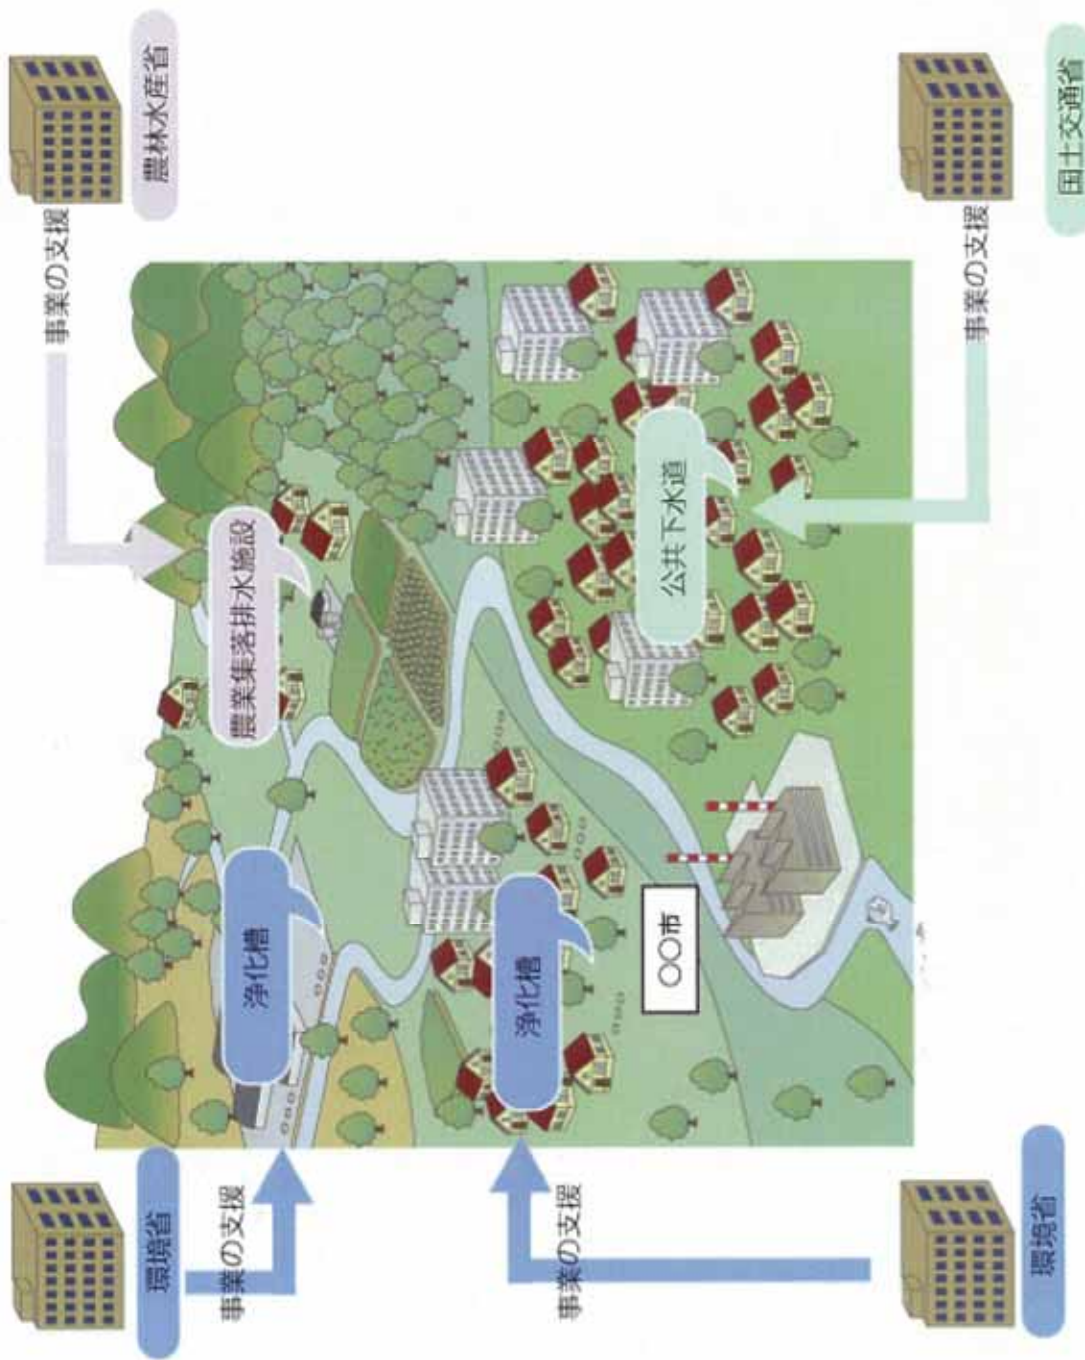 環境省
農林水産省
事業の支援
事業の支援
浄化槽
農業集落排水施設
事業の支援
浄化槽
公共下水道
〇〇市
事業の支援
環境省
国土交通省